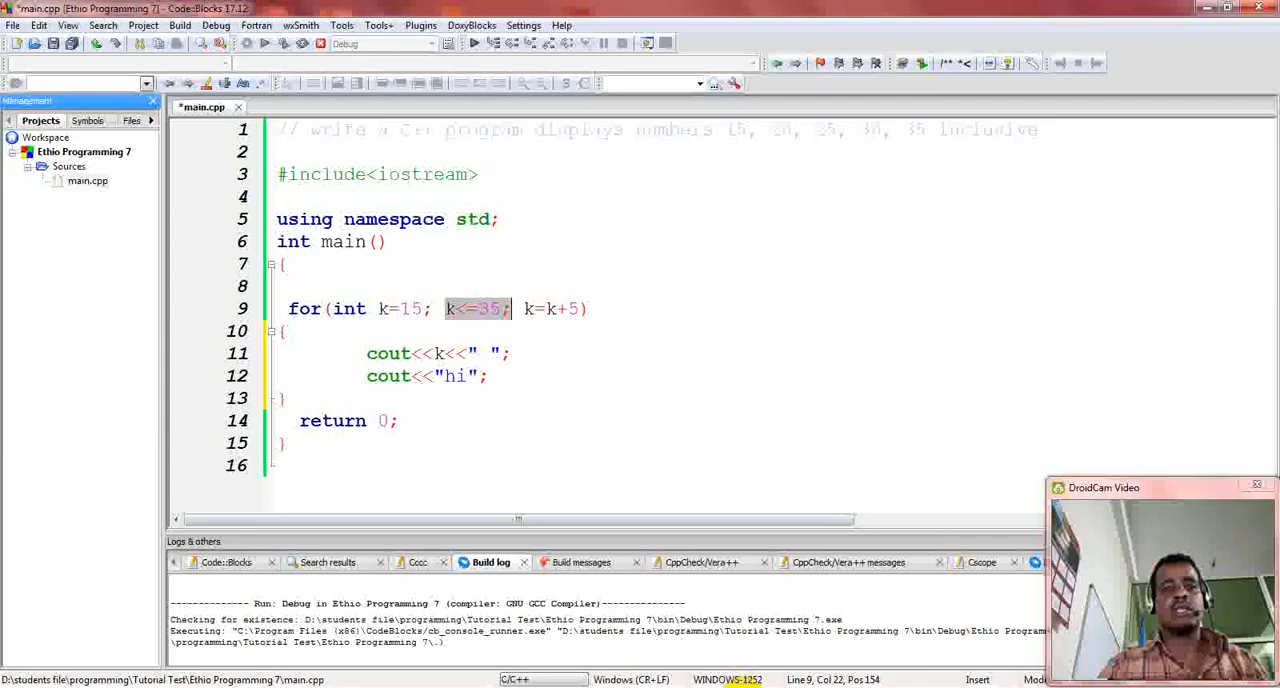 *main.cpp [Ethio Programming 7] - Code::Blocks 17.12
File Edit View Search Project Build Debug Fortran wxSmith Tools Tools+ Plugins DoxyBlocks Settings Help
Debug
/** *<
Management
*main.cpp
Projects Symbols Files
Workspace
Ethio Programming 7
Sources
main.cpp
1 // write a C++ program displays numbers 15, 20, 25, 30, 35 inclusive
2
3 #include<iostream>
4
5 using namespace std;
6 int main()
7 {
8
9 for(int k=15; k<=35; k=k+5)
10 {
11 cout<<k<<" ";
12 cout<<"hi";
13 }
14 return 0;
15 }
16
DroidCam Video
Logs & others
Code::Blocks Search results Cccc Build log Build messages CppCheck/Vera++ CppCheck/Vera++ messages Cscope
-------------- Run: Debug in Ethio Programming 7 (compiler: GNU GCC Compiler)---------------
Checking for existence: D:\students file\programming\Tutorial Test\Ethio Programming 7\bin\Debug\Ethio Programming 7.exe
Executing: "C:\Program Files (x86)\CodeBlocks/cb_console_runner.exe" "D:\students file\programming\Tutorial Test\Ethio Programming 7\bin\Debug\Ethio Programming
\programming\Tutorial Test\Ethio Programming 7\.)
D:\students file\programming\Tutorial Test\Ethio Programming 7\main.cpp C/C++ Windows (CR+LF) WINDOWS-1252 Line 9, Col 22, Pos 154 Insert